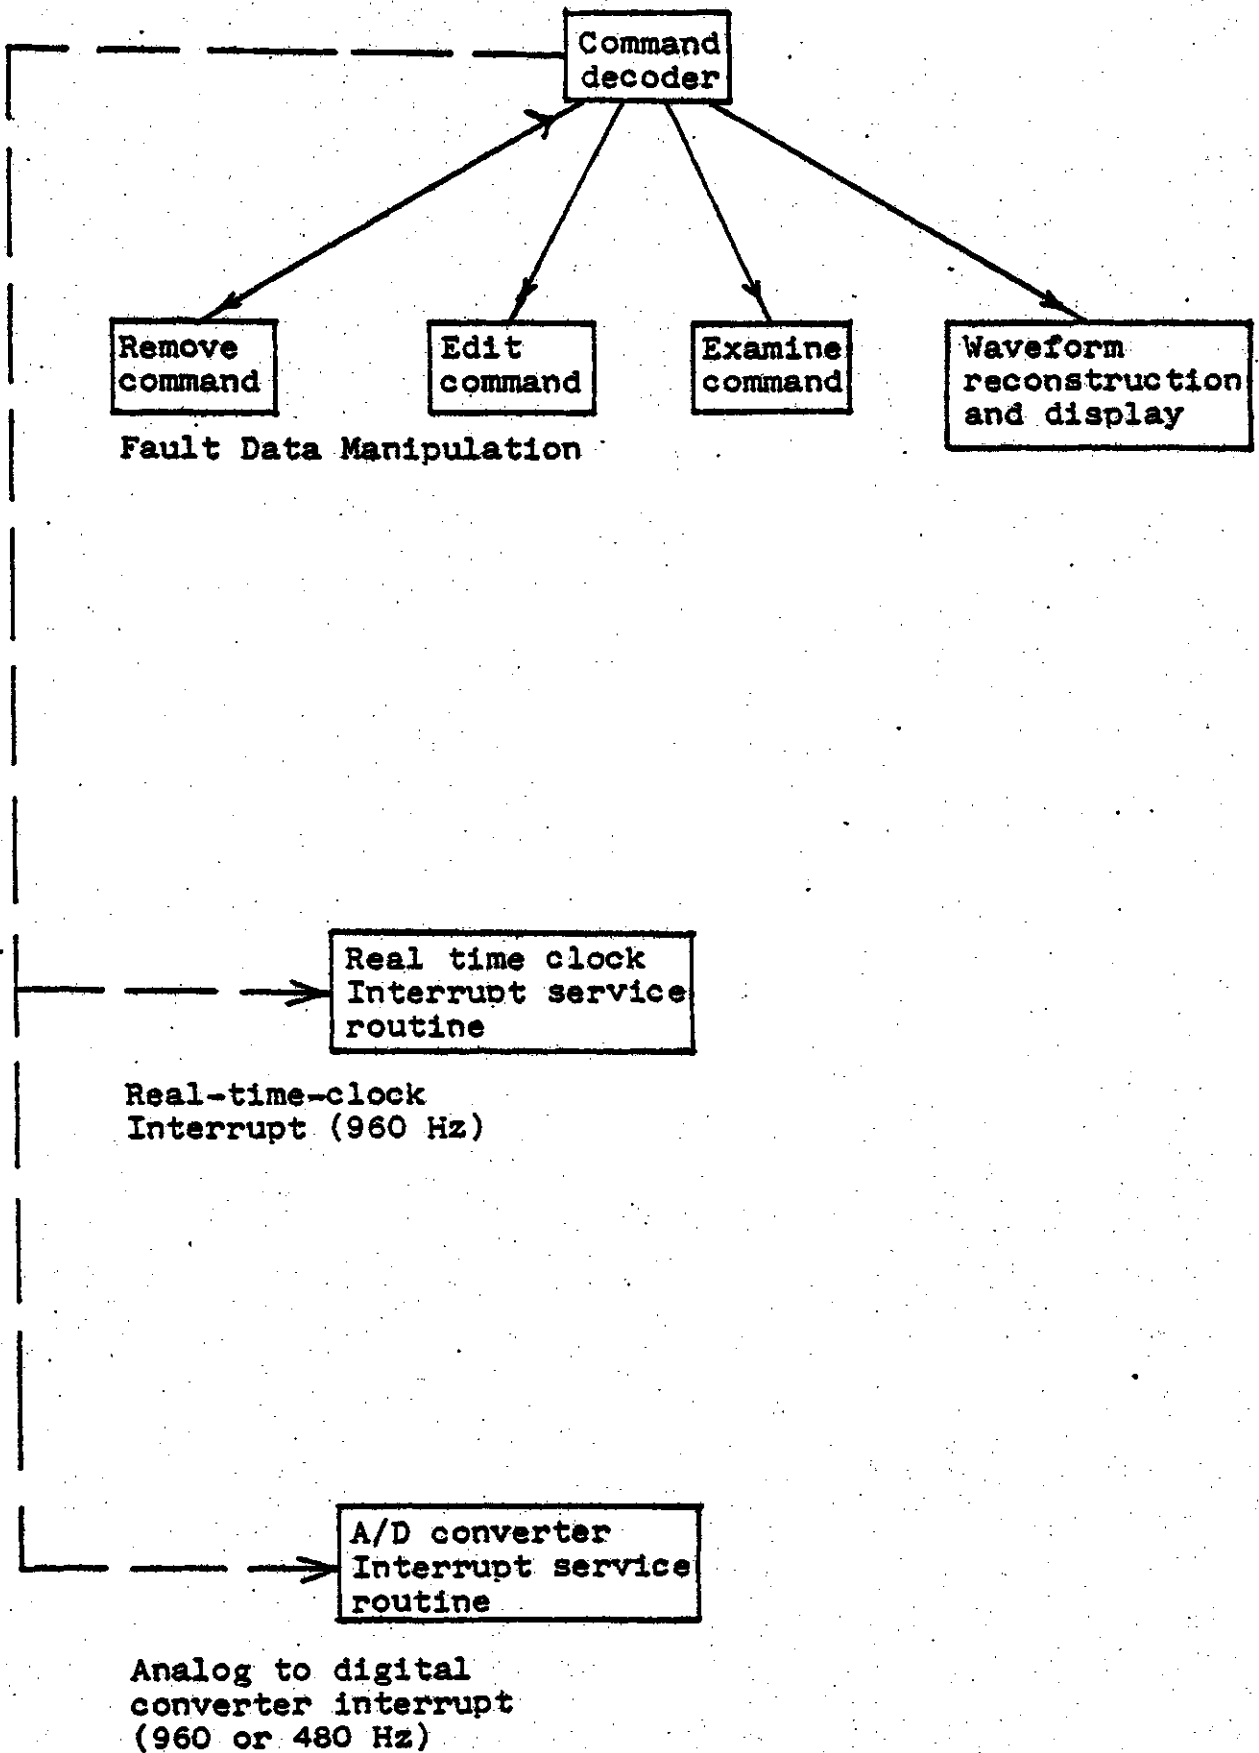 Command
decoder
Remove
command
Edit
command
Examine
command
Waveform
reconstruction
and display
Fault Data Manipulation
Real time clock
Interrupt service
routine
Real-time-clock
Interrupt (960 Hz)
A/D converter
Interrupt service
routine
Analog to digital
converter interrupt
(960 or 480 Hz)